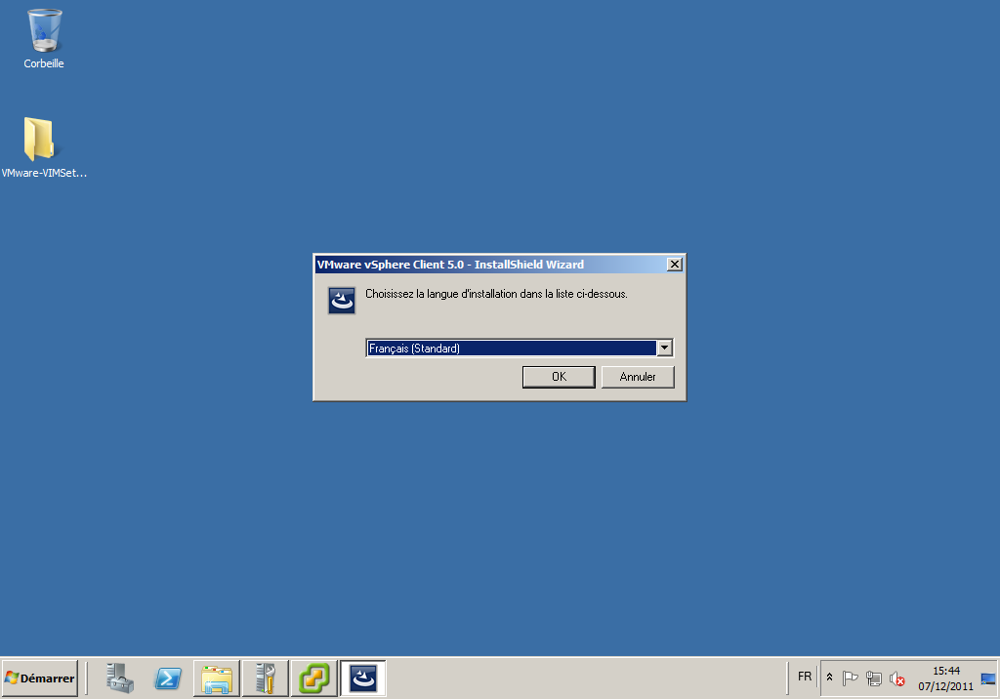 Corbeille
VMware-VIMSet...
VMware vSphere Client 5.0 - InstallShield Wizard
Choisissez la langue d'installation dans la liste ci-dessous.
Français (Standard)
OK
Annuler
Démarrer
FR
15:44
07/12/2011